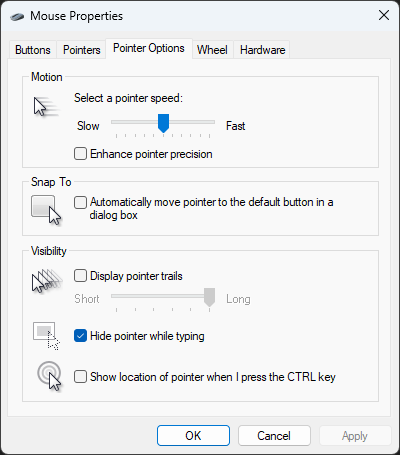 Mouse Properties
Buttons Pointers Pointer Options Wheel Hardware
Motion
Select a pointer speed:
Slow Fast
Enhance pointer precision
Snap To
Automatically move pointer to the default button in a
dialog box
Visibility
Display pointer trails
Short Long
Hide pointer while typing
Show location of pointer when I press the CTRL key
OK Cancel Apply